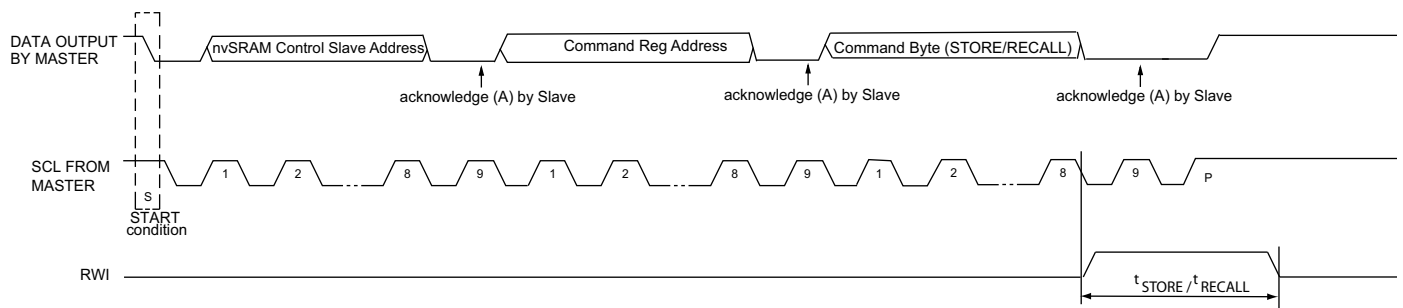 DATA OUTPUT
BY MASTER
nvSRAM Control Slave Address
Command Reg Address
Command Byte (STORE/RECALL)
acknowledge (A) by Slave
acknowledge (A) by Slave
acknowledge (A) by Slave
SCL FROM
MASTER
1 2 8 9 1 2 8 9 1 2 8 9 P
S
START
condition
RWI
tSTORE / tRECALL